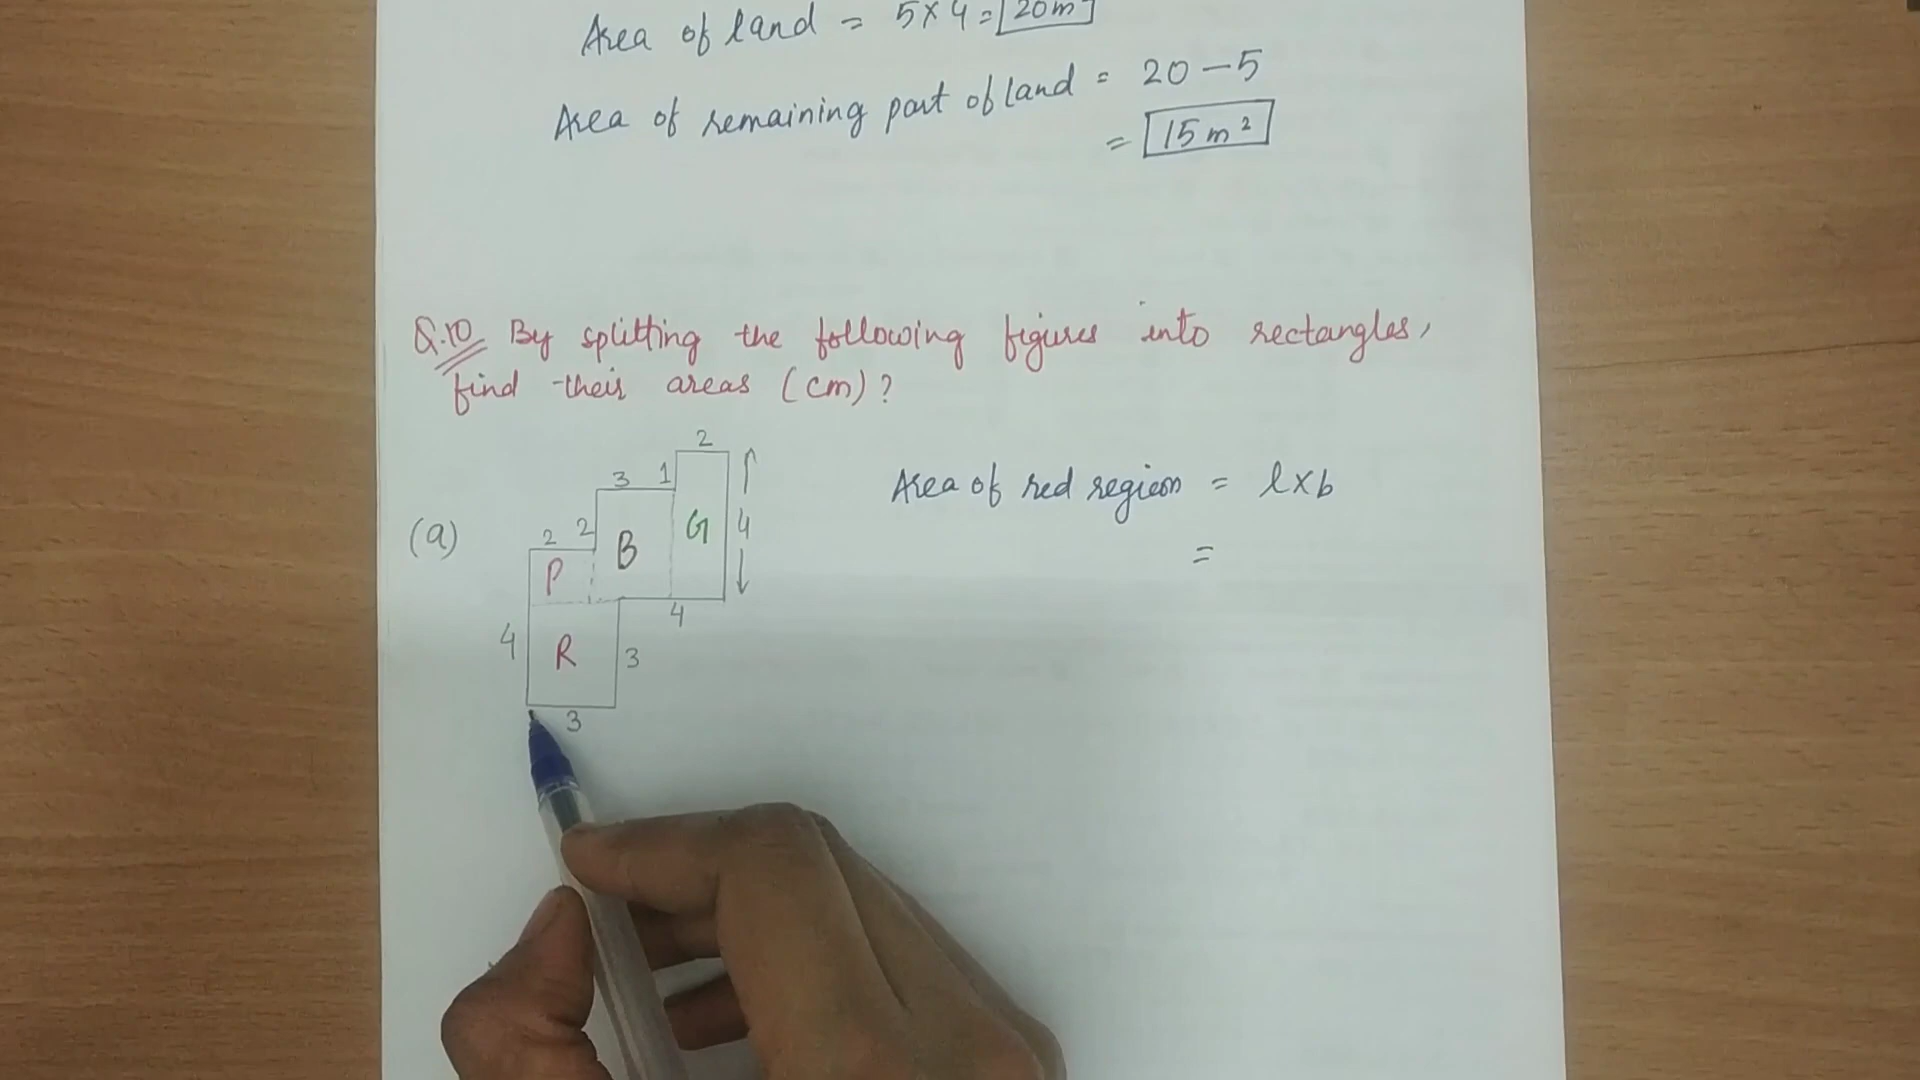 Area of land = 5 x 4 = 20 m²
Area of remaining part of land = 20 - 5
= 15 m²
Q.10 By splitting the following figures into rectangles,
find their areas (cm) ?
2
3 1
(a) 2 2 P B G 4
4 R 3 4
3
Area of red region = l x b
=